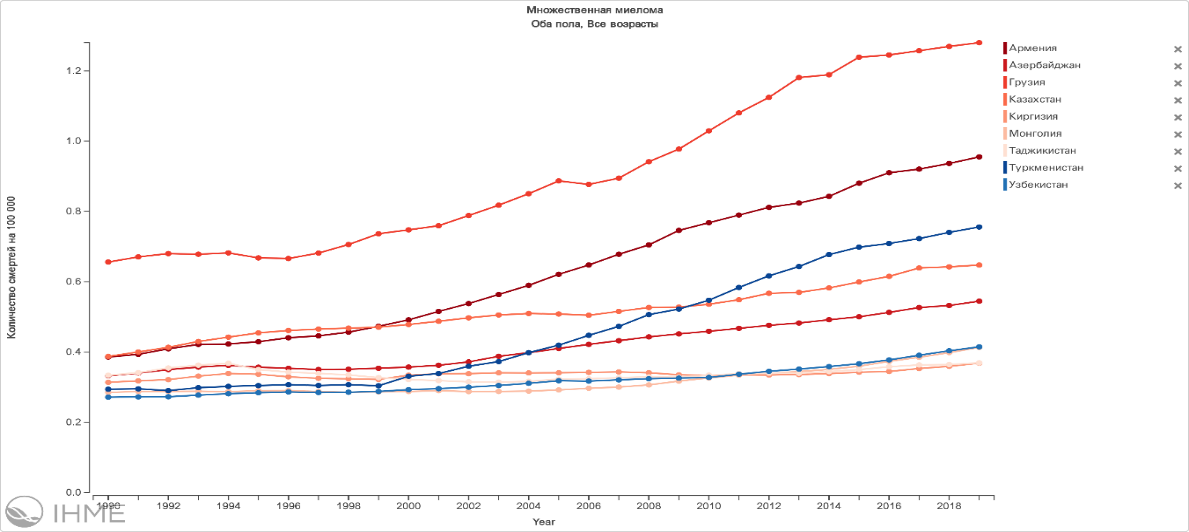 Множественная миелома
Оба пола, Все возрасты
Количество смертей на 100 000
1.2
1.0
0.8
0.6
0.4
0.2
0.0
1990 1992 1994 1996 1998 2000 2002 2004 2006 2008 2010 2012 2014 2016 2018
Year
Армения ×
Азербайджан ×
Грузия ×
Казахстан ×
Киргизия ×
Монголия ×
Таджикистан ×
Туркменистан ×
Узбекистан ×
IHME